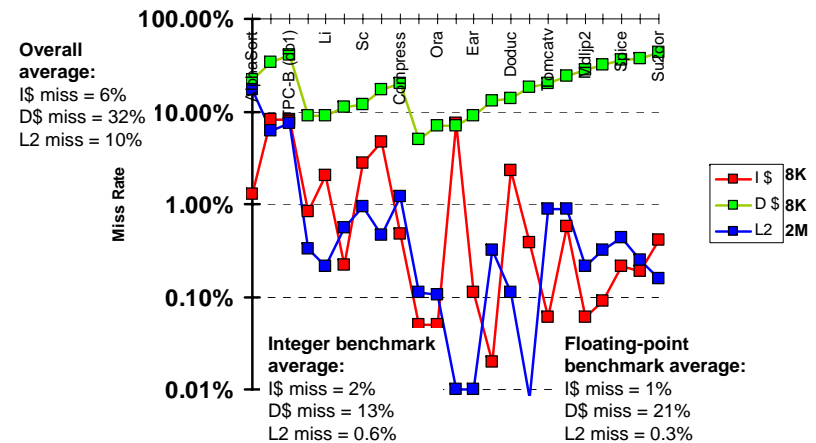 100.00%
10.00%
1.00%
0.10%
0.01%
Miss Rate
Overall
average:
I$ miss = 6%
D$ miss = 32%
L2 miss = 10%
AlphaSort
TPC-B (db1)
Li
Sc
Compress
Ora
Ear
Doduc
Tomcatv
Mdljp2
Spice
Su2cor
I $ 8K
D $ 8K
L2 2M
Integer benchmark
average:
I$ miss = 2%
D$ miss = 13%
L2 miss = 0.6%
Floating-point
benchmark average:
I$ miss = 1%
D$ miss = 21%
L2 miss = 0.3%